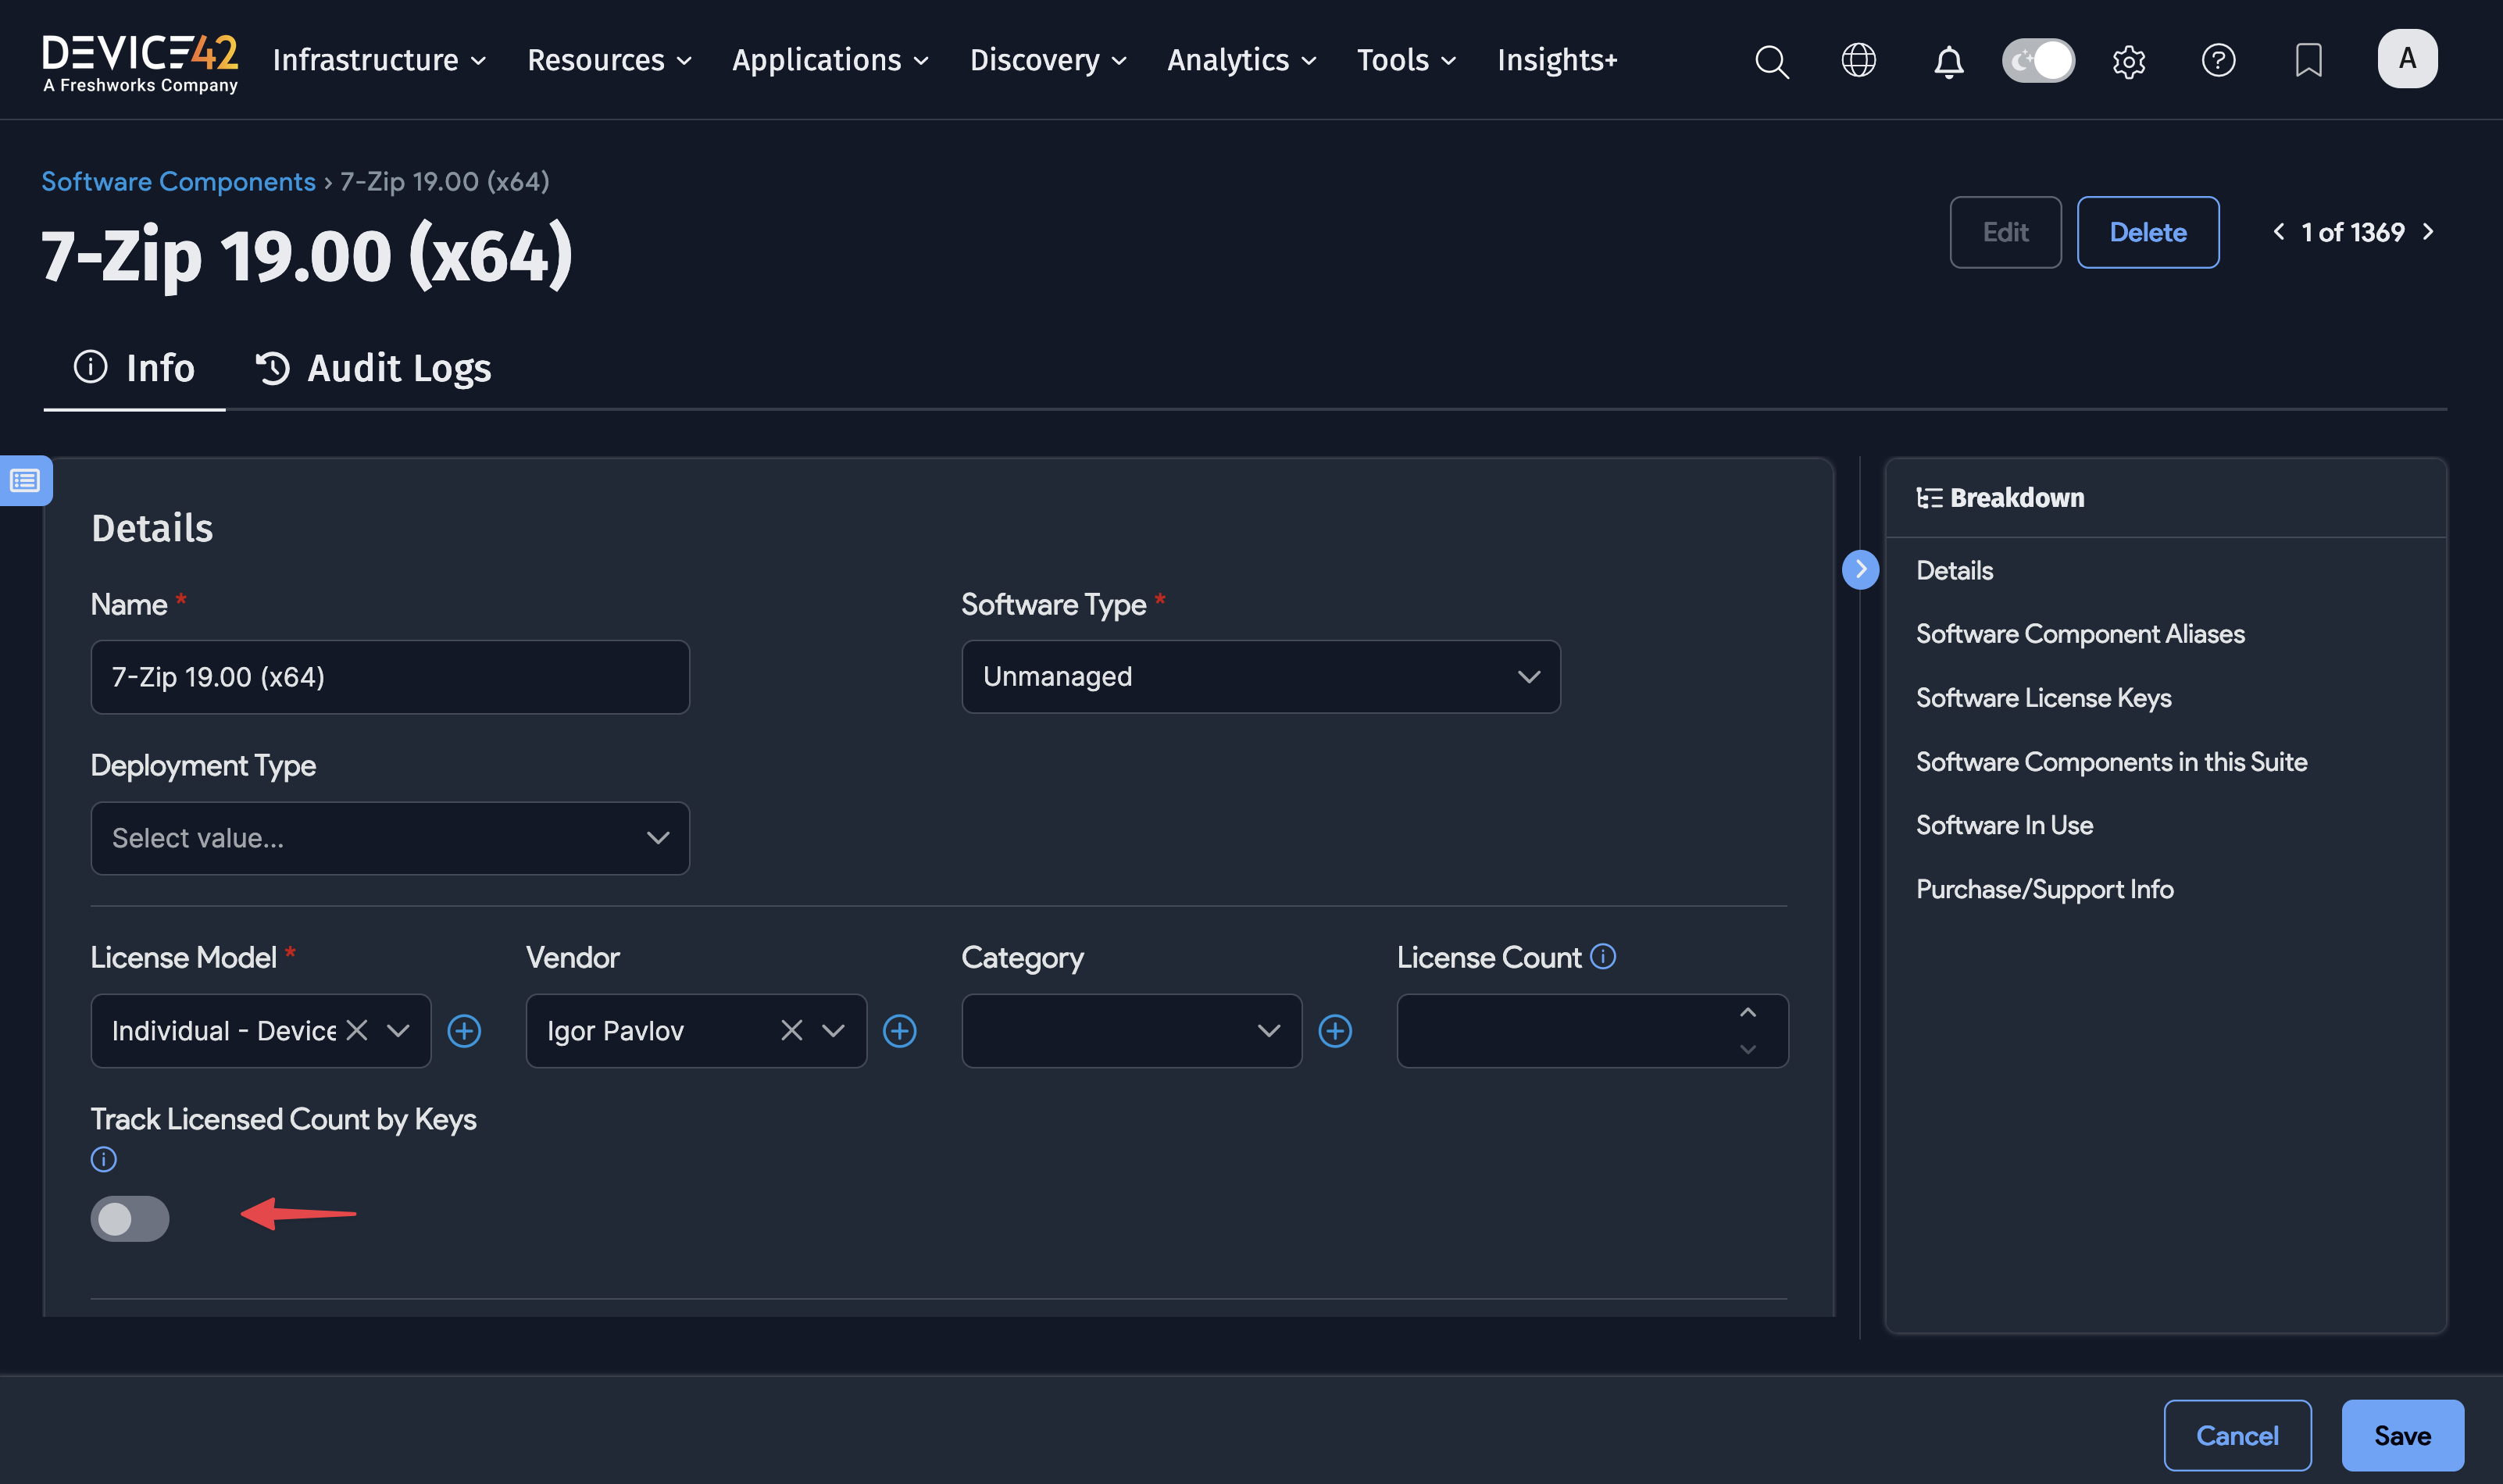 DEVICE42
A Freshworks Company
Infrastructure Resources Applications Discovery Analytics Tools Insights+
A
Software Components › 7-Zip 19.00 (x64)
7-Zip 19.00 (x64)
Edit Delete 1 of 1369
Info Audit Logs
Details
Name *
Software Type *
7-Zip 19.00 (x64)
Unmanaged
Deployment Type
Select value...
License Model * Vendor Category License Count
Individual - Device
Igor Pavlov
Track Licensed Count by Keys
Breakdown
Details
Software Component Aliases
Software License Keys
Software Components in this Suite
Software In Use
Purchase/Support Info
Cancel Save